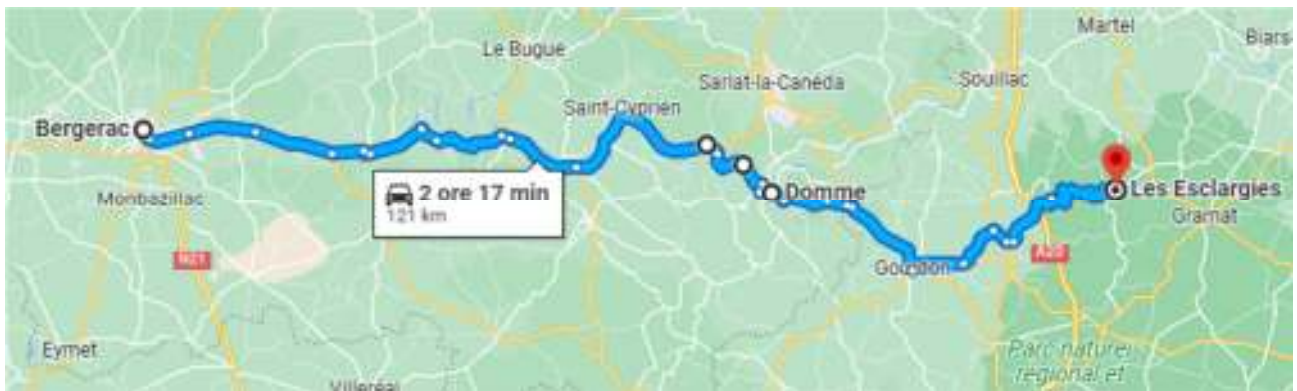 Martel
Biars-
Le Bugue
Sarlat-la-Canéda
Souillac
Saint-Cyprien
Bergerac
2 ore 17 min
121 km
Domme
Les Esclargies
Monbazillac
Gramat
N21
A20
Gourdon
Eymet
Parc naturel
régional et
Villeréal